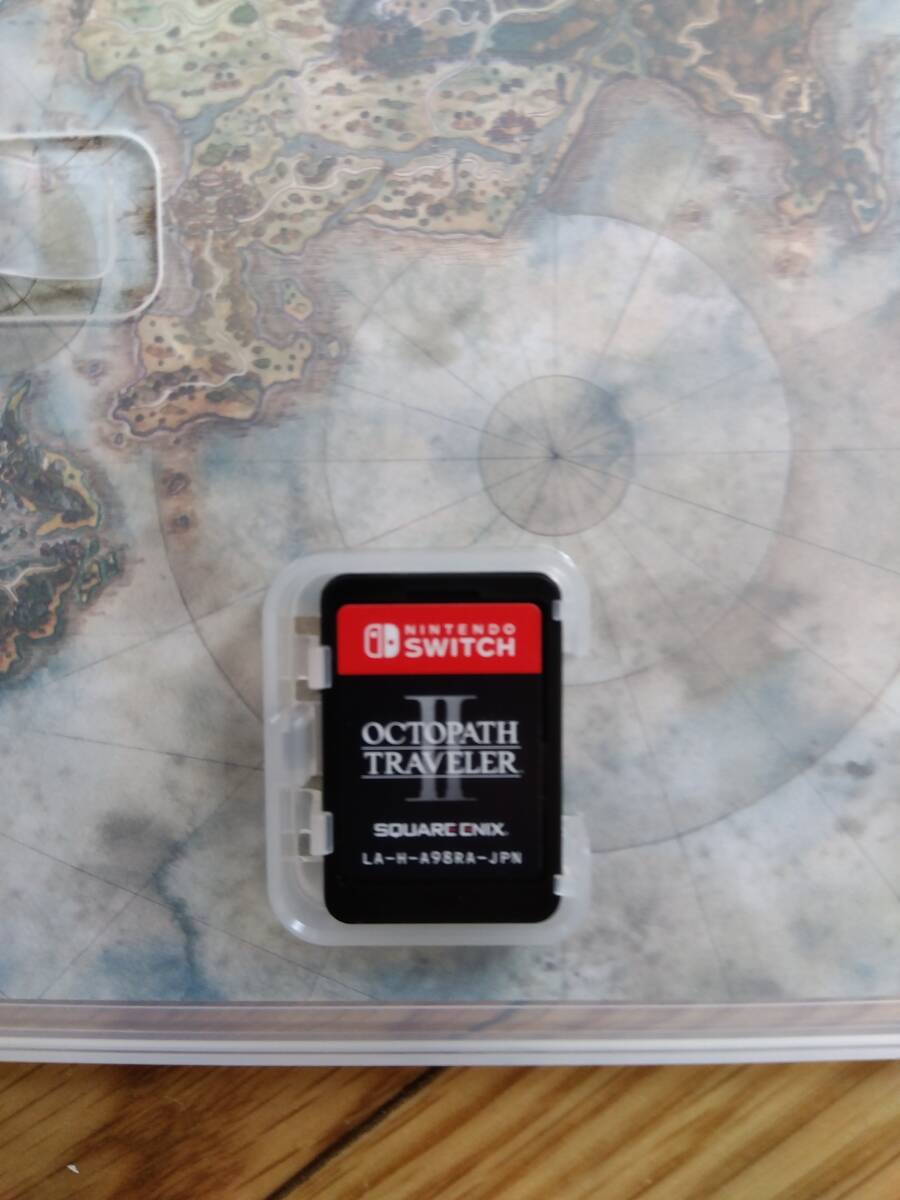 NINTENDO
SWITCH
II
OCTOPATH
TRAVELER
SQUARE ENIX®
LA-H-A98RA-JPN